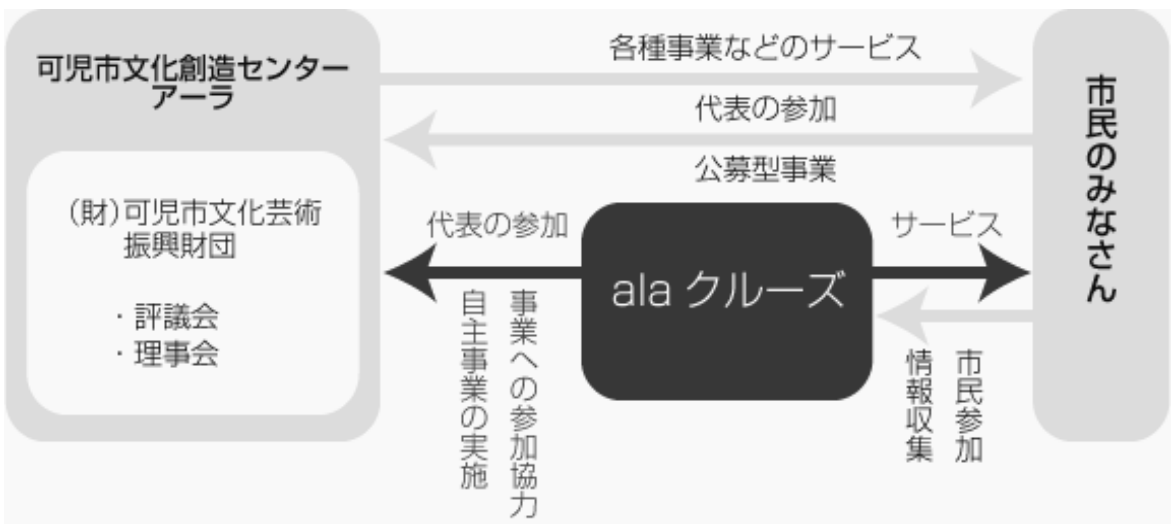 可児市文化創造センター
アーラ
(財)可児市文化芸術
振興財団
・評議会
・理事会
各種事業などのサービス
代表の参加
公募型事業
代表の参加
事業への参加協力
自主事業の実施
ala クルーズ
サービス
市民参加
情報収集
市民のみなさん